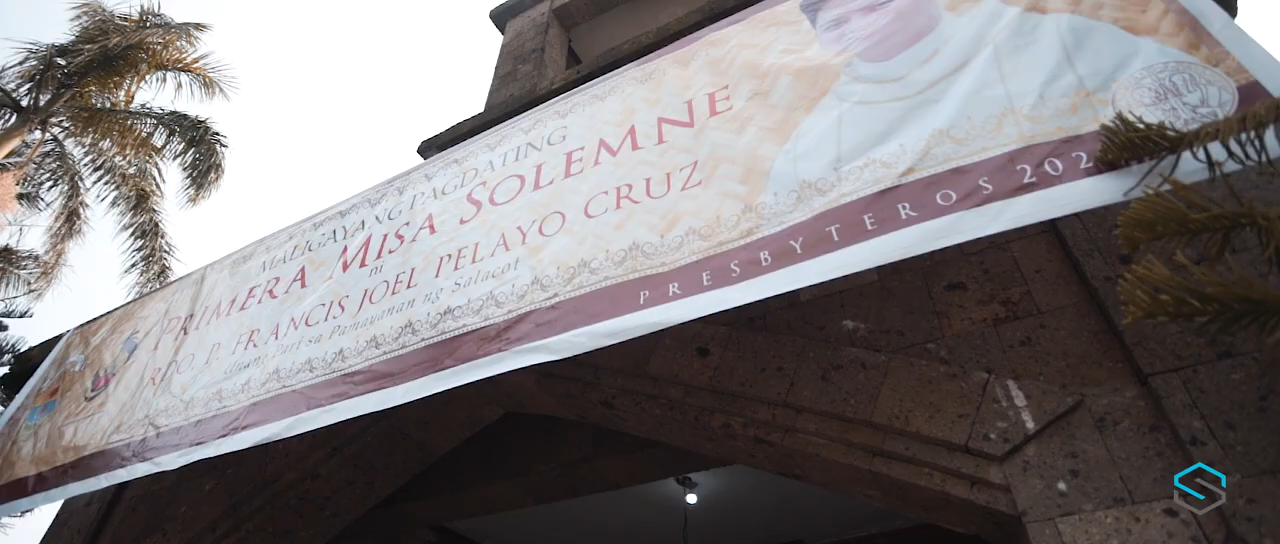 MALIGAYANG PAGDATING
PRIMERA MISA SOLEMNE
ni
RDO. P. FRANCIS JOEL PELAYO CRUZ
Unang Pari sa Pamayanan ng Salacot
PRESBYTEROS 202